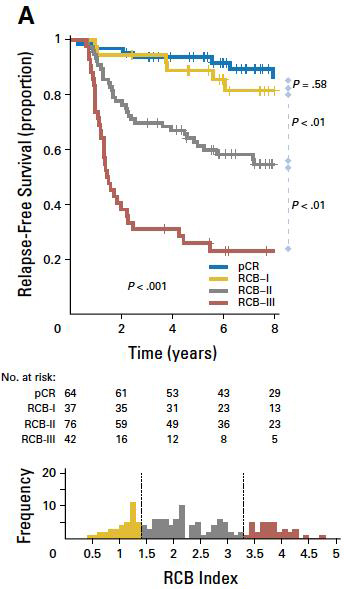 A
Relapse-Free Survival (proportion)
1
0.8
0.6
0.4
0.2
0
2
4
6
8
Time (years)
P = .58
P < .01
P < .01
P < .001
pCR
RCB–I
RCB–II
RCB–III
No. at risk:
pCR 64 61 53 43 29
RCB-I 37 35 31 23 13
RCB-II 76 59 49 36 23
RCB-III 42 16 12 8 5
Frequency
20
10
0 0.5 1 1.5 2 2.5 3 3.5 4 4.5 5
RCB Index